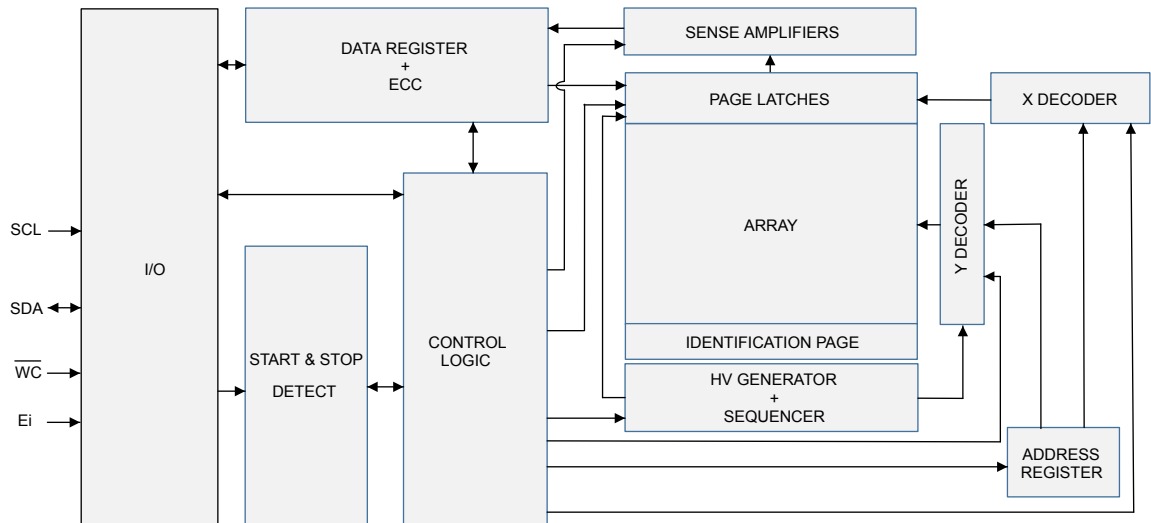 DATA REGISTER
+
ECC
SENSE AMPLIFIERS
PAGE LATCHES
X DECODER
ARRAY
Y DECODER
SCL
I/O
SDA
WC
Ei
START & STOP
DETECT
CONTROL
LOGIC
IDENTIFICATION PAGE
HV GENERATOR
+
SEQUENCER
ADDRESS
REGISTER